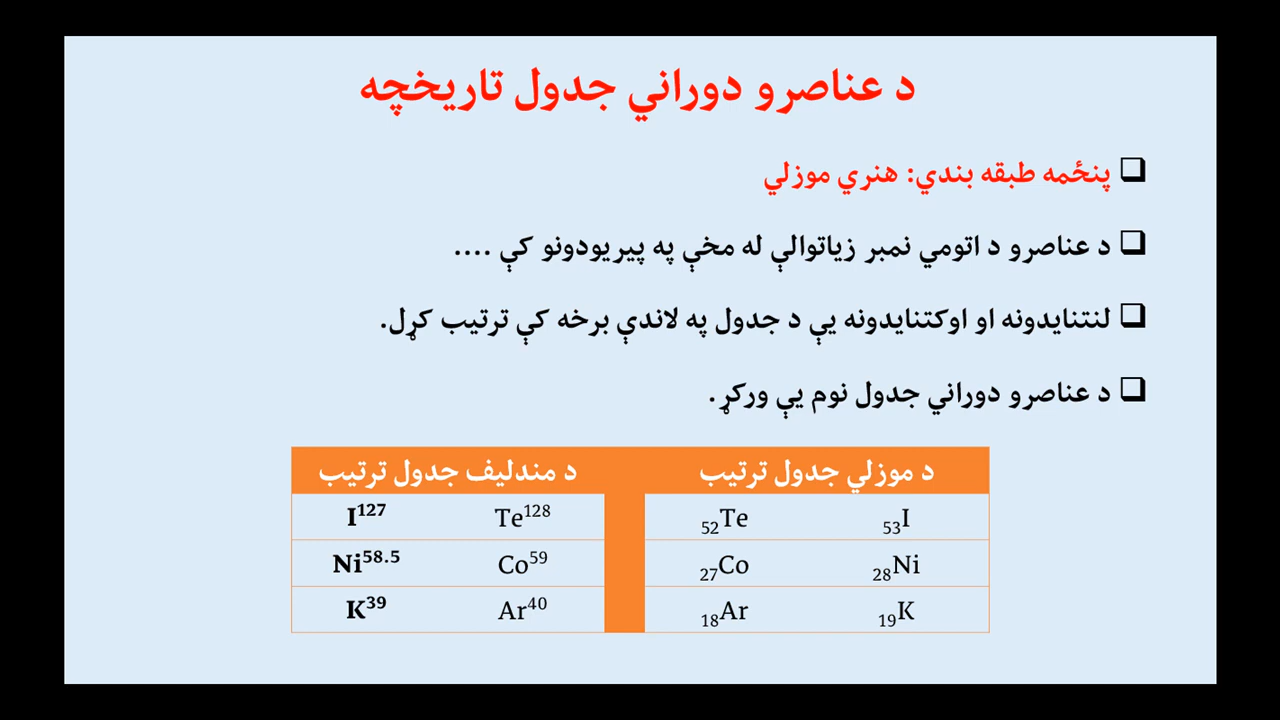 د عناصرو دوراني جدول تاریخچه
❑ پنځمه طبقه بندي: هنري موزلي
❑ د عناصرو د اتومي نمبر زیاتوالې له مخې په پیریودونو کې ....
❑ لنتنایدونه او اوکتنایدونه یې د جدول په لاندې برخه کې ترتیب کړل.
❑ د عناصرو دوراني جدول نوم یې ورکړ.
د موزلي جدول ترتیب د مندلیف جدول ترتیب
I¹²⁷ Te¹²⁸ ₅₂Te ₅₃I
Ni⁵⁸·⁵ Co⁵⁹ ₂₇Co ₂₈Ni
K³⁹ Ar⁴⁰ ₁₈Ar ₁₉K